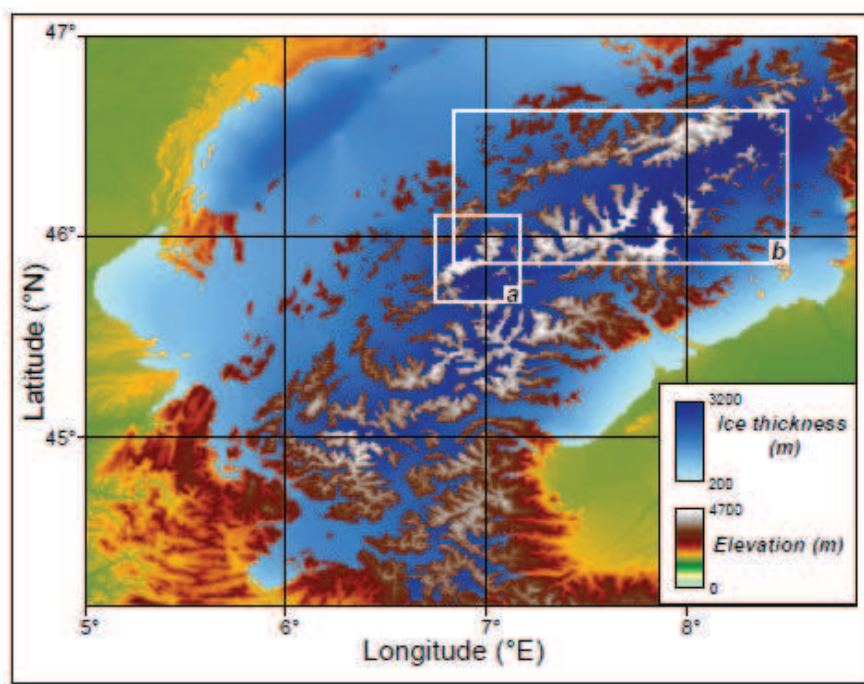 47°
46°
45°
Latitude (°N)
5°
6°
7°
8°
Longitude (°E)
a
b
3200
Ice thickness
(m)
200
4700
Elevation (m)
0